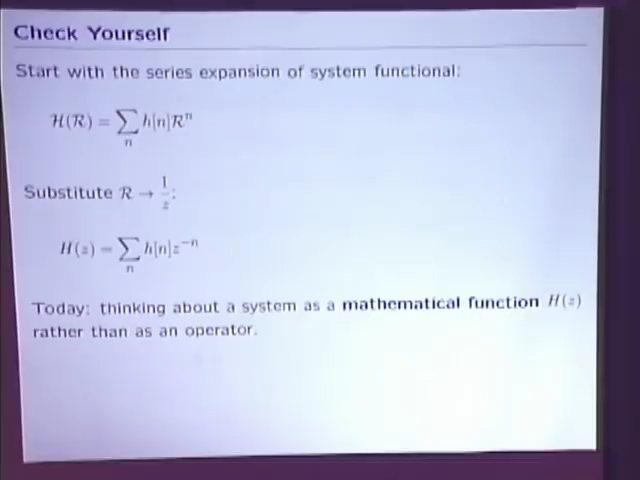 Check Yourself
Start with the series expansion of system functional:
H(R) = ∑ₙ h[n]Rⁿ
Substitute R → 1/z:
H(z) = ∑ₙ h[n]z⁻ⁿ
Today: thinking about a system as a mathematical function H(z)
rather than as an operator.